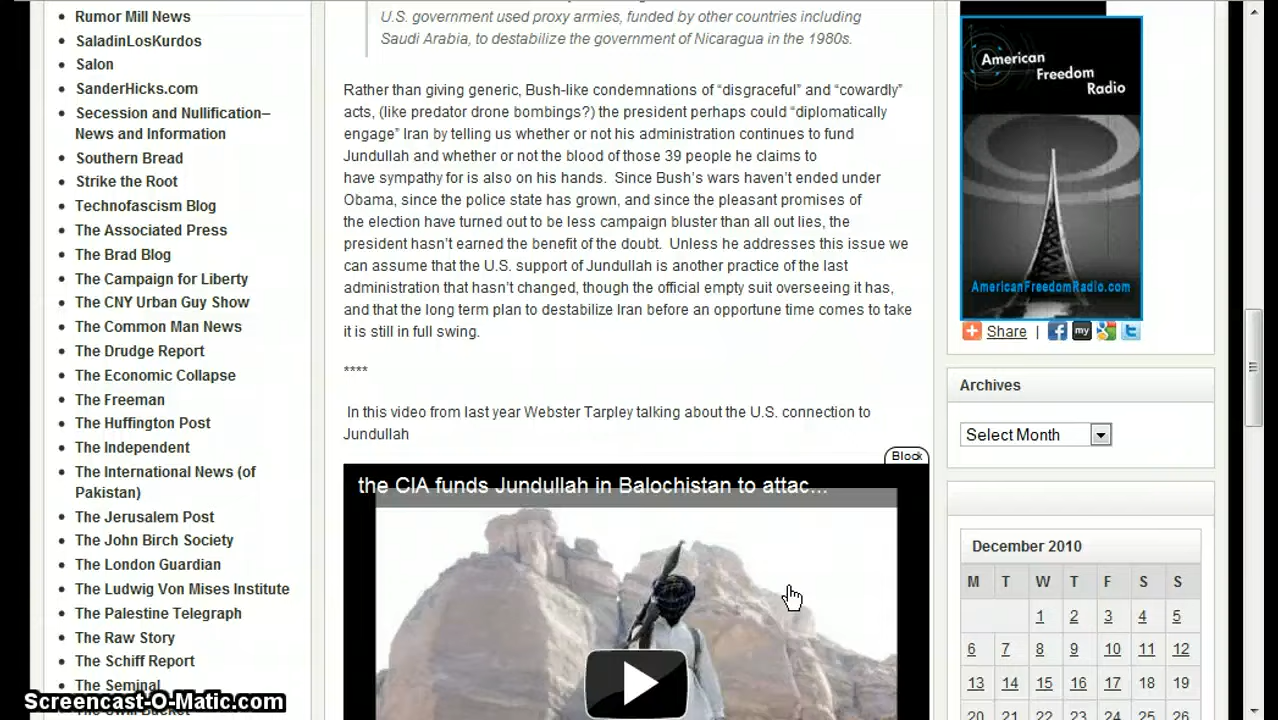 Rumor Mill News
SaladinLosKurdos
Salon
SanderHicks.com
Secession and Nullification–
News and Information
Southern Bread
Strike the Root
Technofascism Blog
The Associated Press
The Brad Blog
The Campaign for Liberty
The CNY Urban Guy Show
The Common Man News
The Drudge Report
The Economic Collapse
The Freeman
The Huffington Post
The Independent
The International News (of
Pakistan)
The Jerusalem Post
The John Birch Society
The London Guardian
The Ludwig Von Mises Institute
The Palestine Telegraph
The Raw Story
The Schiff Report
The Seminal
Screencast-O-Matic.com
U.S. government used proxy armies, funded by other countries including
Saudi Arabia, to destabilize the government of Nicaragua in the 1980s.
Rather than giving generic, Bush-like condemnations of “disgraceful” and “cowardly”
acts, (like predator drone bombings?) the president perhaps could “diplomatically
engage” Iran by telling us whether or not his administration continues to fund
Jundullah and whether or not the blood of those 39 people he claims to
have sympathy for is also on his hands.  Since Bush’s wars haven’t ended under
Obama, since the police state has grown, and since the pleasant promises of
the election have turned out to be less campaign bluster than all out lies, the
president hasn’t earned the benefit of the doubt.  Unless he addresses this issue we
can assume that the U.S. support of Jundullah is another practice of the last
administration that hasn’t changed, though the official empty suit overseeing it has,
and that the long term plan to destabilize Iran before an opportune time comes to take
it is still in full swing.
****
In this video from last year Webster Tarpley talking about the U.S. connection to
Jundullah
Block
the CIA funds Jundullah in Balochistan to attac...
American
Freedom
Radio
AmericanFreedomRadio.com
Share |
Archives
Select Month
December 2010
M T W T F S S
1 2 3 4 5
6 7 8 9 10 11 12
13 14 15 16 17 18 19
20 21 22 23 24 25 26